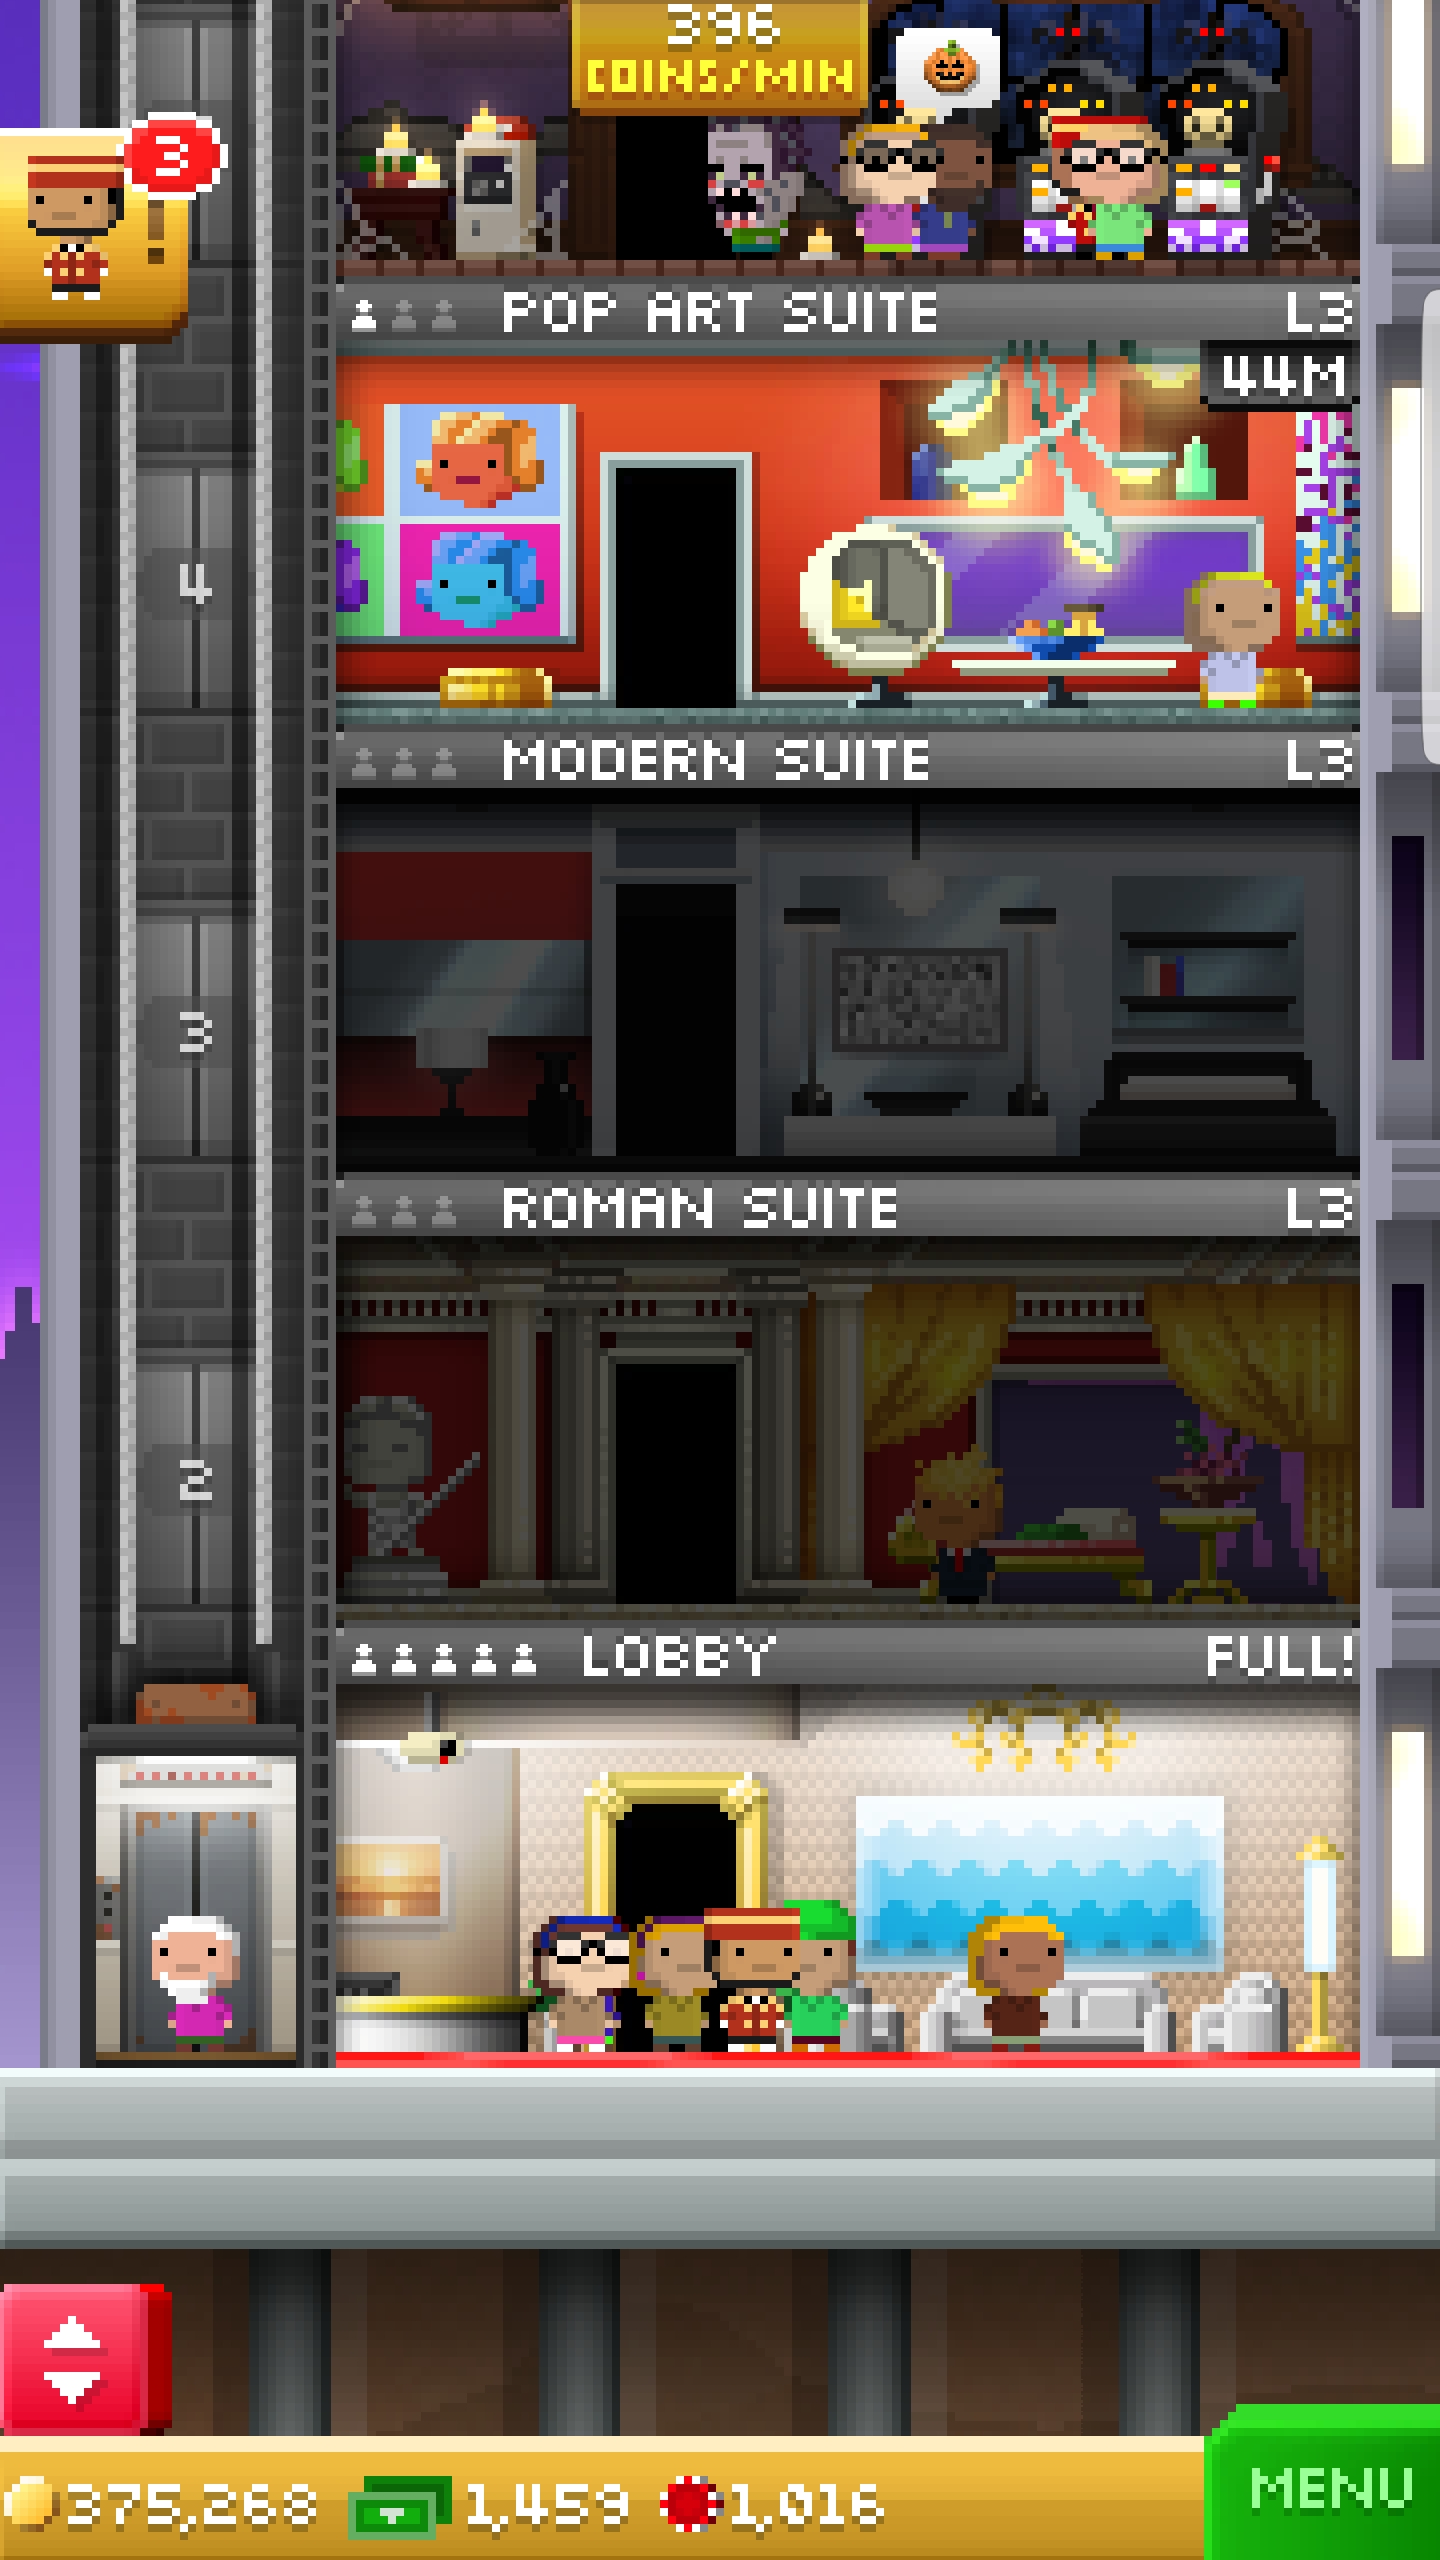 396
COINS/MIN
3
!
POP ART SUITE L3
44M
4
MODERN SUITE L3
3
ROMAN SUITE L3
2
LOBBY FULL!
375,268 1,459 1,016
MENU